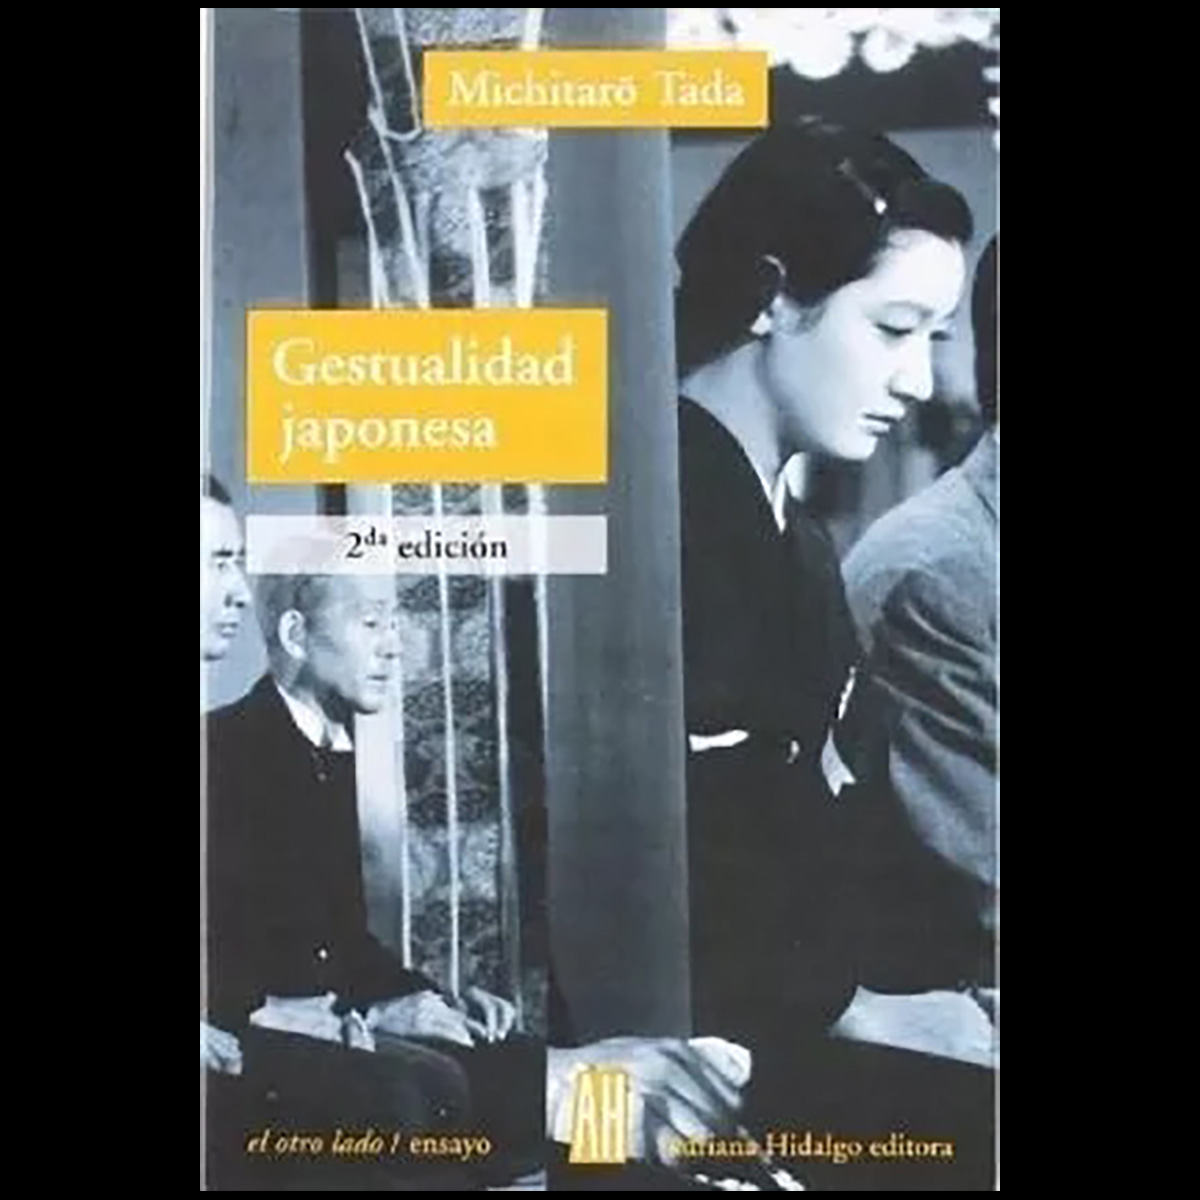 Michitarō Tada
Gestualidad
japonesa
2da edición
el otro lado / ensayo
AH
adriana Hidalgo editora